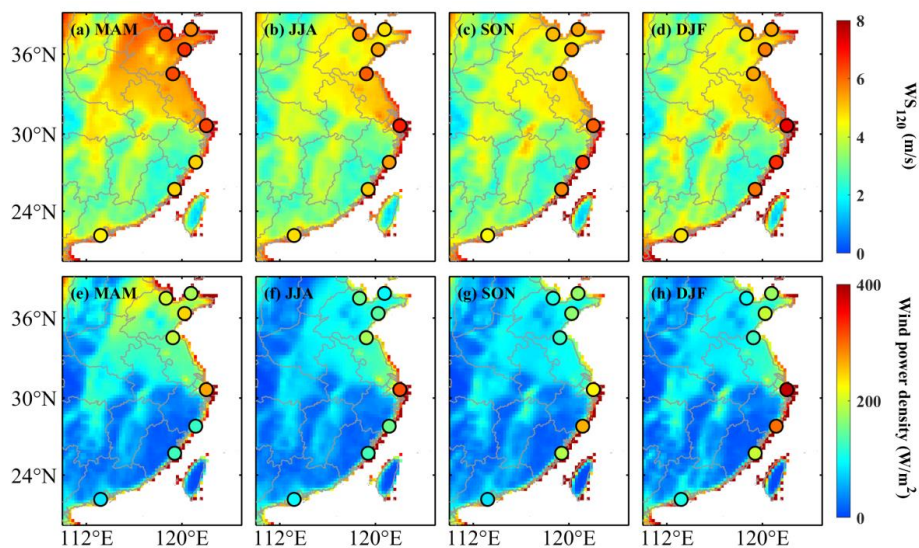 (a) MAM (b) JJA (c) SON (d) DJF
8
36°N
6
30°N
4
2
24°N
0
WS120 (m/s)
(e) MAM (f) JJA (g) SON (h) DJF
400
36°N
30°N
200
24°N
0
Wind power density (W/m²)
112°E 120°E 112°E 120°E 112°E 120°E 112°E 120°E